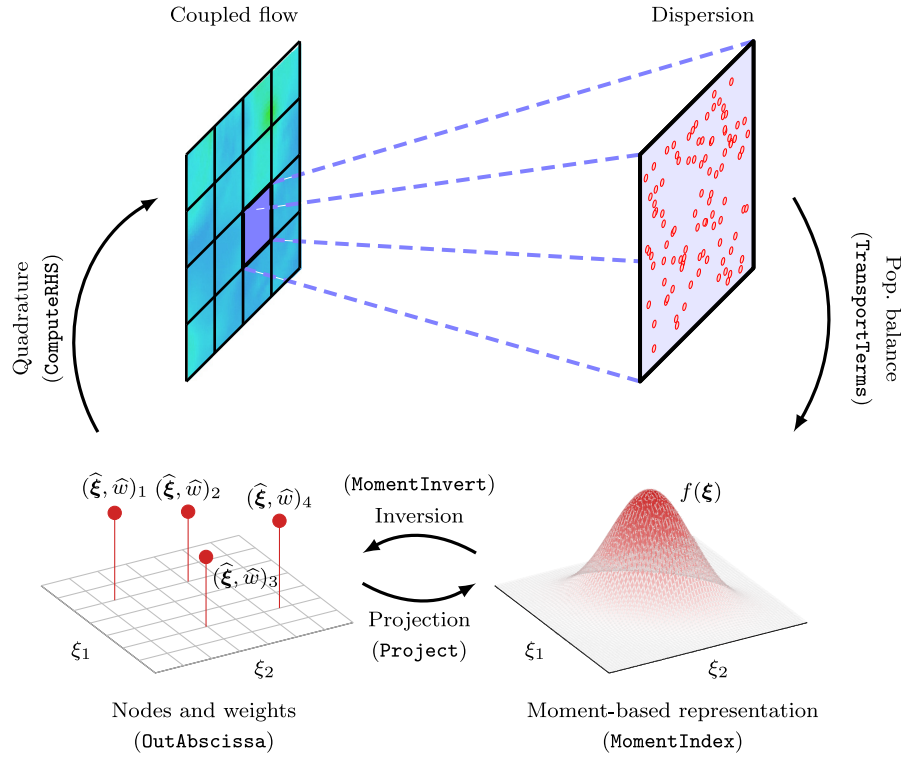 Coupled flow
Dispersion
Quadrature
(ComputeRHS)
Pop. balance
(TransportTerms)
(ξ̂, ŵ)₁
(ξ̂, ŵ)₂
(ξ̂, ŵ)₄
(ξ̂, ŵ)₃
(MomentInvert)
Inversion
Projection
(Project)
f(ξ)
ξ₁
ξ₂
ξ₁
ξ₂
Nodes and weights
(OutAbscissa)
Moment-based representation
(MomentIndex)